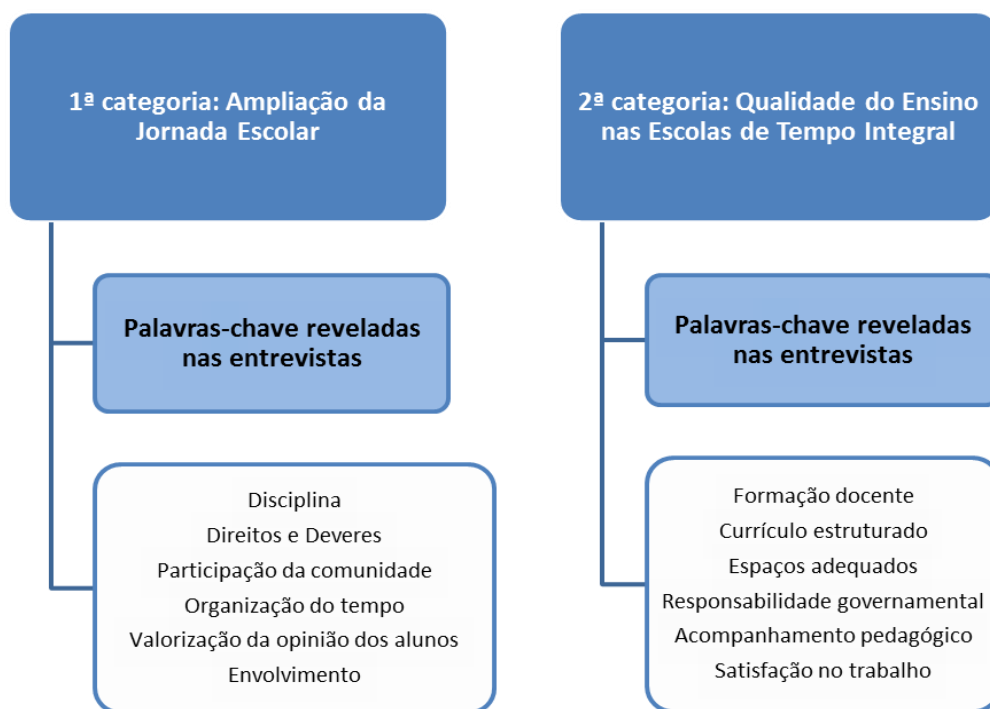 1ª categoria: Ampliação da
Jornada Escolar
Palavras-chave reveladas
nas entrevistas
Disciplina
Direitos e Deveres
Participação da comunidade
Organização do tempo
Valorização da opinião dos alunos
Envolvimento
2ª categoria: Qualidade do Ensino
nas Escolas de Tempo Integral
Palavras-chave reveladas
nas entrevistas
Formação docente
Currículo estruturado
Espaços adequados
Responsabilidade governamental
Acompanhamento pedagógico
Satisfação no trabalho